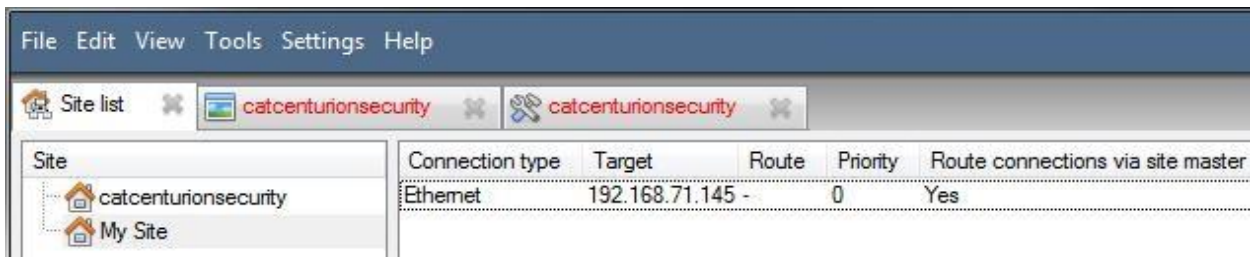 File Edit View Tools Settings Help
Site list catcenturionsecurity catcenturionsecurity
Site Connection type Target Route Priority Route connections via site master
catcenturionsecurity Ethernet 192.168.71.145 - 0 Yes
My Site